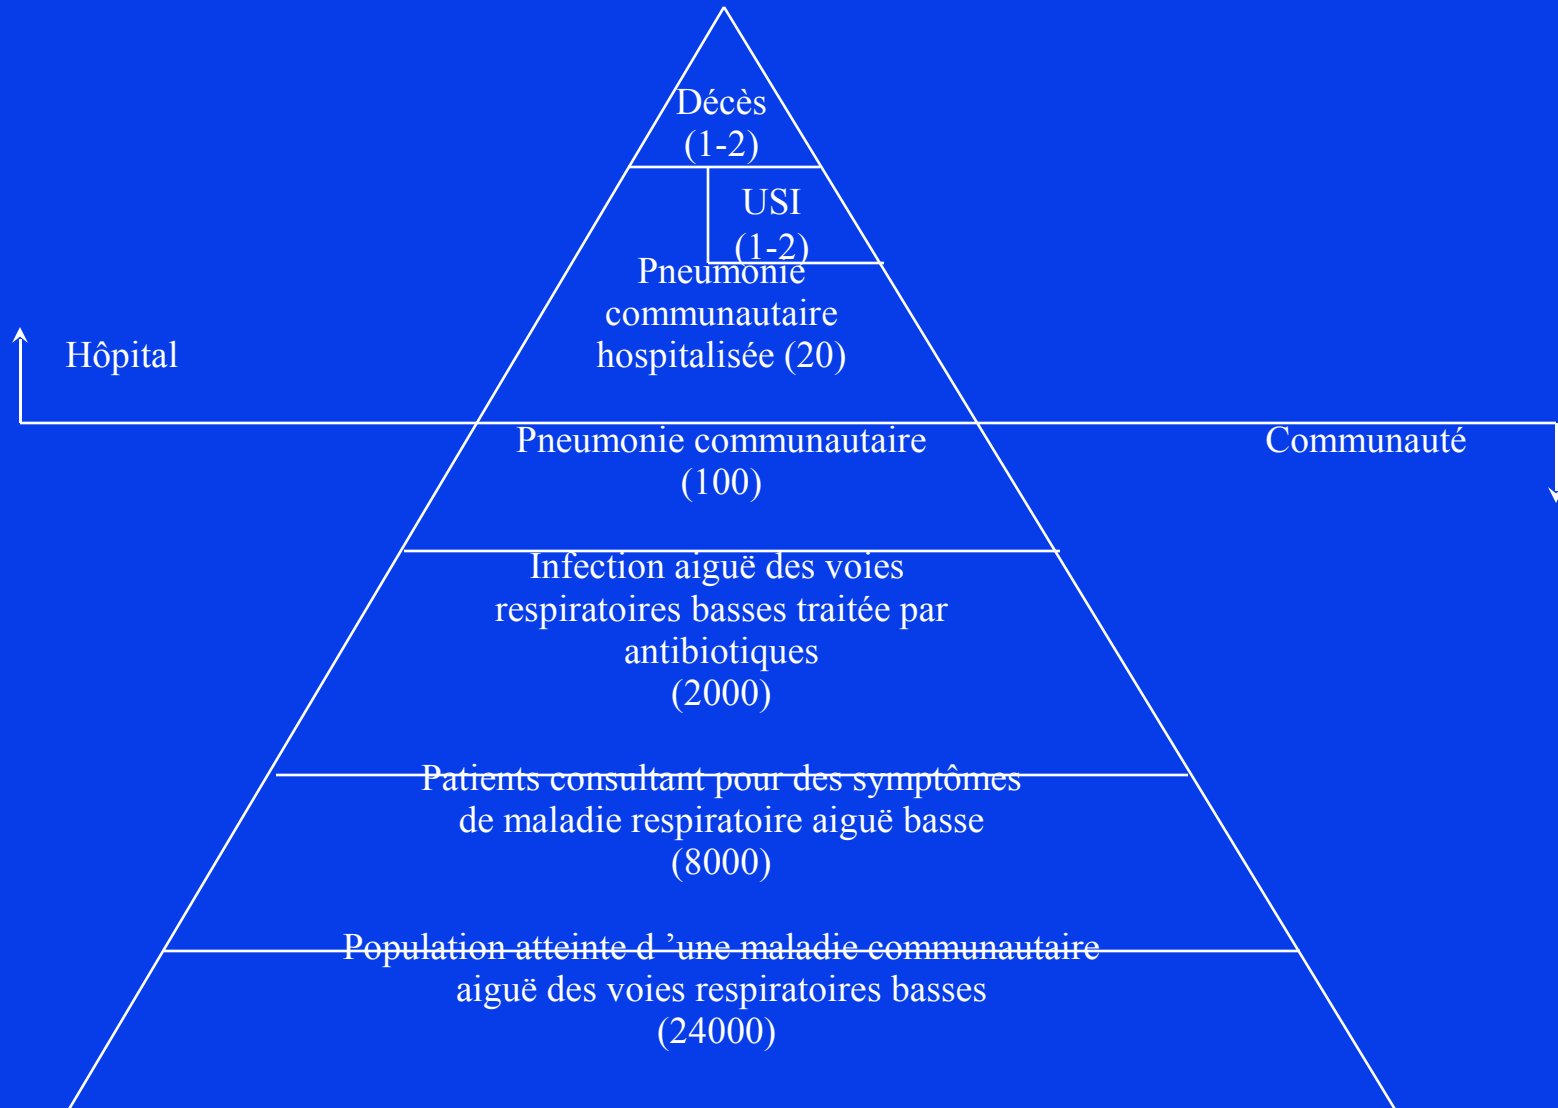 Décès
(1-2)
USI
(1-2)
Pneumonie
communautaire
hospitalisée (20)
Hôpital
Pneumonie communautaire
(100)
Communauté
Infection aiguë des voies
respiratoires basses traitée par
antibiotiques
(2000)
Patients consultant pour des symptômes
de maladie respiratoire aiguë basse
(8000)
Population atteinte d ’une maladie communautaire
aiguë des voies respiratoires basses
(24000)